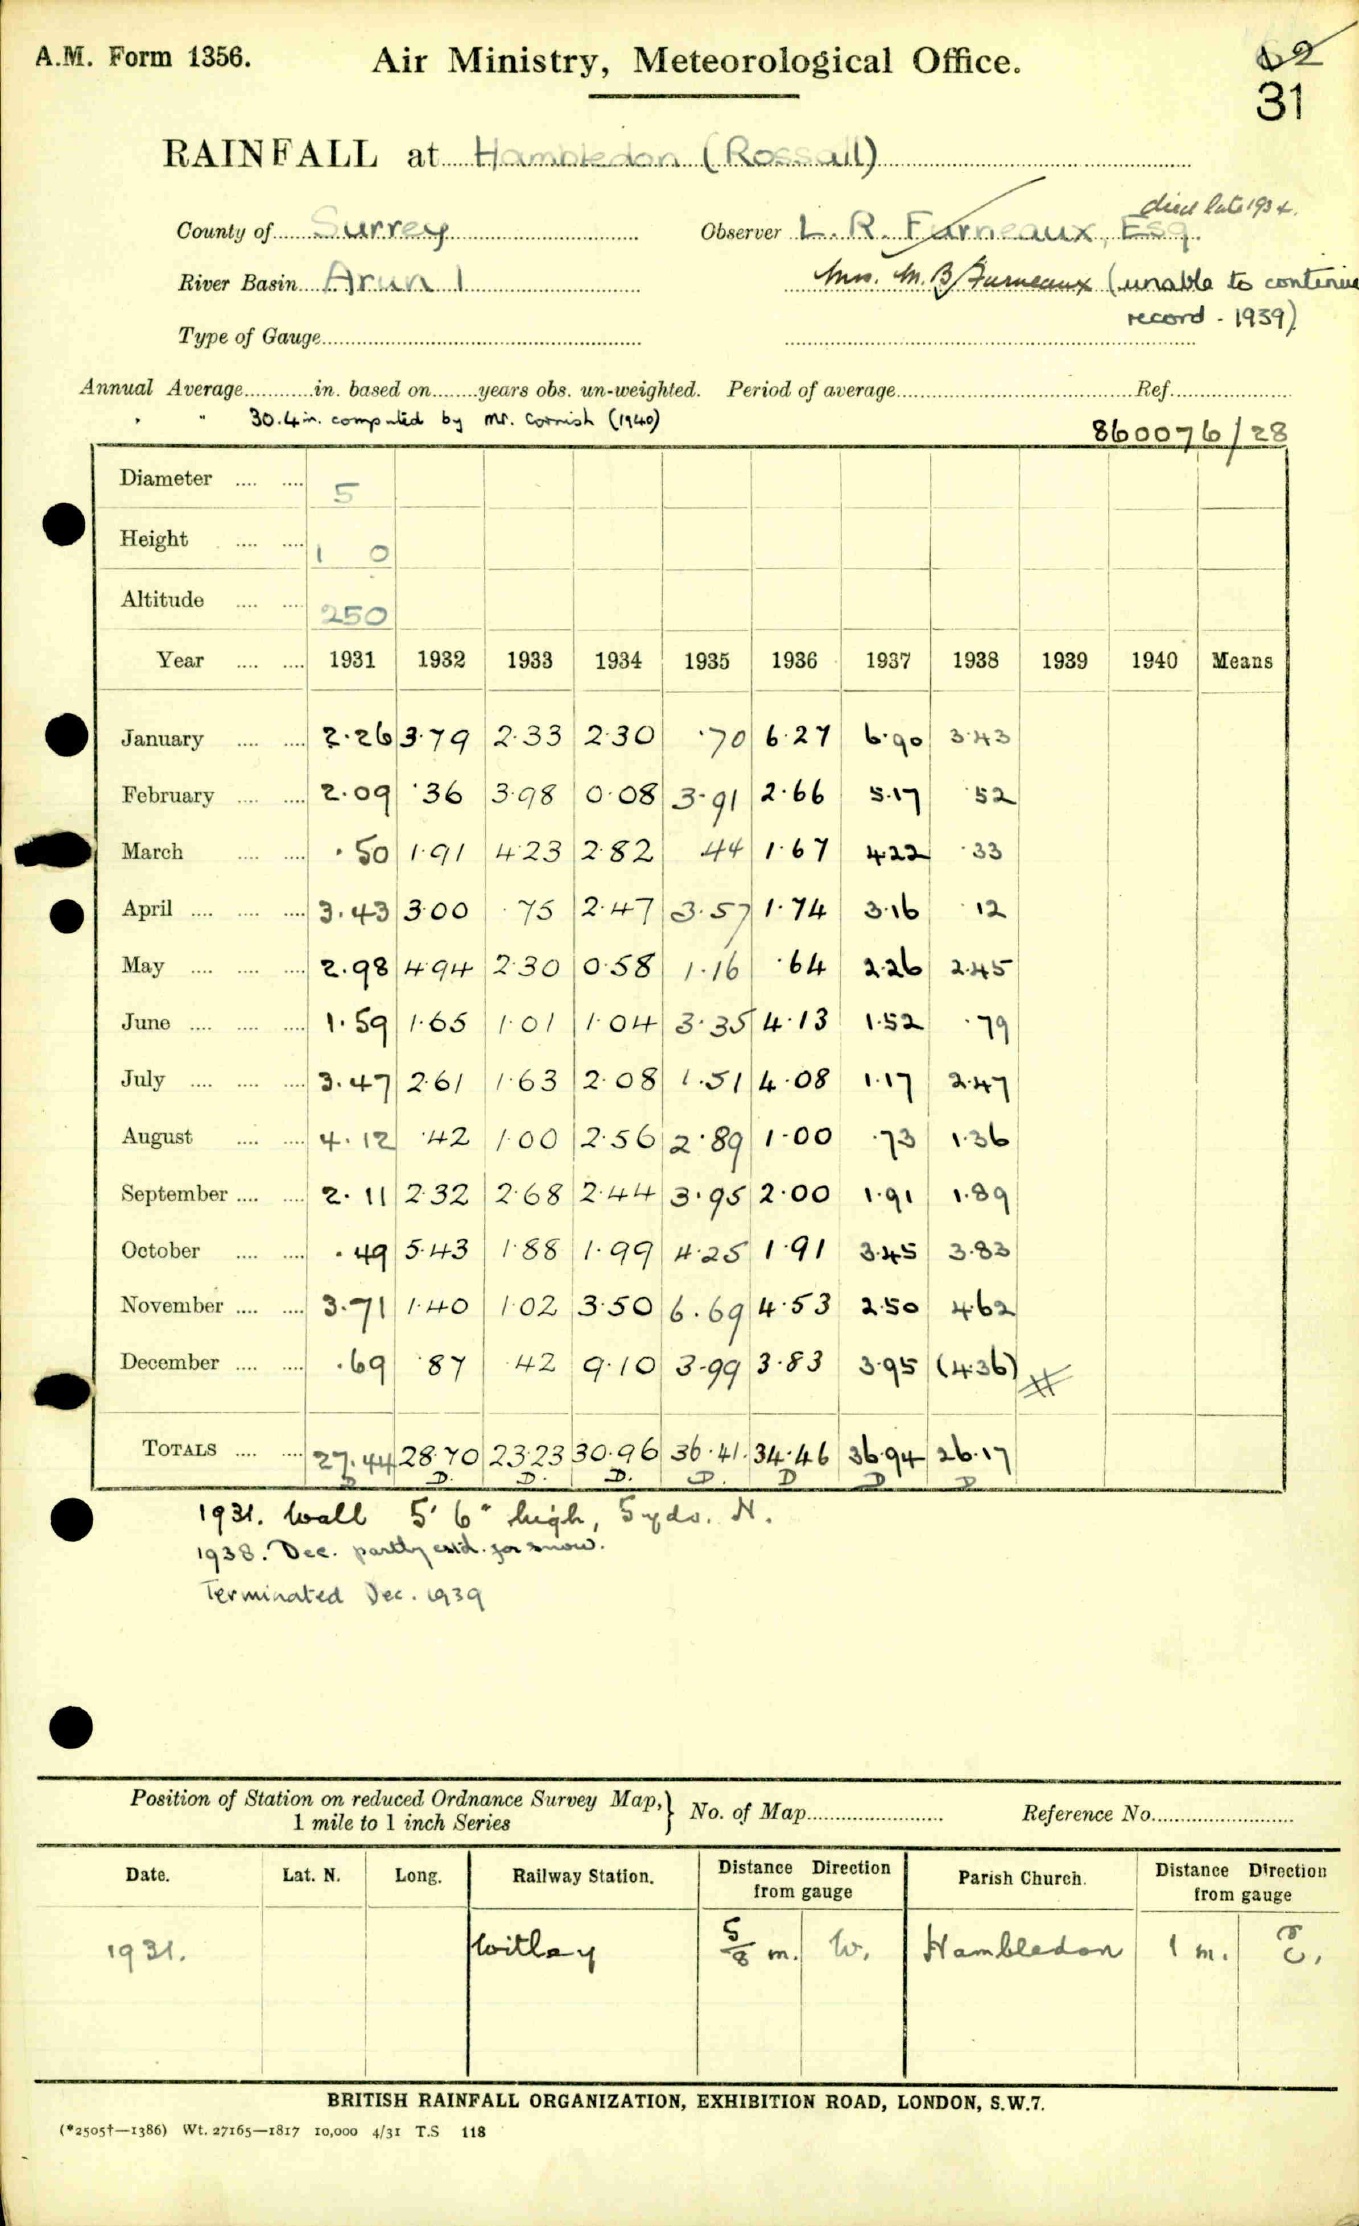 A.M. Form 1356. Air Ministry, Meteorological Office. 62
31
RAINFALL at Hambledon (Rossall)
died late 1934.
County of Surrey Observer L. R. Furneaux, Esq.
River Basin Arun 1 Mrs. M. B. Furneaux (unable to continue
record - 1939)
Type of Gauge
Annual Average in. based on years obs. un-weighted. Period of average Ref.
" " 30.4 in. computed by Mr. Cornish (1940)
860076/28
Diameter 5
Height 1 0
Altitude 250
Year 1931 1932 1933 1934 1935 1936 1937 1938 1939 1940 Means
January 2.26 3.79 2.33 2.30 .70 6.27 6.90 3.43
February 2.09 .36 3.98 0.08 3.91 2.66 5.17 .52
March .50 1.91 4.23 2.82 .44 1.67 4.22 .33
April 3.43 3.00 .75 2.47 3.57 1.74 3.16 .12
May 2.98 4.94 2.30 0.58 1.16 .64 2.26 2.45
June 1.59 1.65 1.01 1.04 3.35 4.13 1.52 .79
July 3.47 2.61 1.63 2.08 1.51 4.08 1.17 2.47
August 4.12 .42 1.00 2.56 2.89 1.00 .73 1.36
September 2.11 2.32 2.68 2.44 3.95 2.00 1.91 1.89
October .49 5.43 1.88 1.99 4.25 1.91 3.45 3.83
November 3.71 1.40 1.02 3.50 6.69 4.53 2.50 4.62
December .69 .87 .42 9.10 3.99 3.83 3.95 (4.36)
TOTALS 27.44 28.70 23.23 30.96 36.41 34.46 36.94 26.17
D D. D. D. D. D D D
1931. Wall 5' 6" high, 5 yds. N.
1938. Dec. partly estd. for snow.
Terminated Dec. 1939
Position of Station on reduced Ordnance Survey Map, } No. of Map Reference No.
1 mile to 1 inch Series
Date. Lat. N. Long. Railway Station. Distance Direction from gauge Parish Church. Distance Direction from gauge
1931. Witley 5/8 m. W. Hambledon 1 m. E.
BRITISH RAINFALL ORGANIZATION, EXHIBITION ROAD, LONDON, S.W.7.
(*2505†—1386) Wt. 27165—1817 10,000 4/31 T.S 118